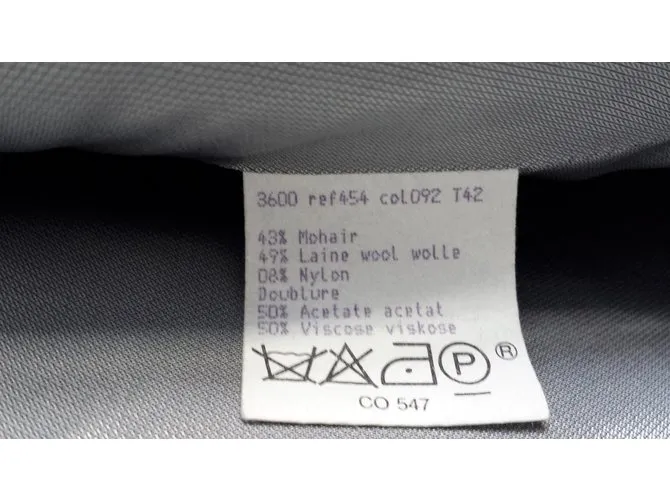 3600 ref454 col092 T42
43% Mohair
49% Laine wool wolle
08% Nylon
Doublure
50% Acetate acetat
50% Viscose viskose
P ®
CO 547